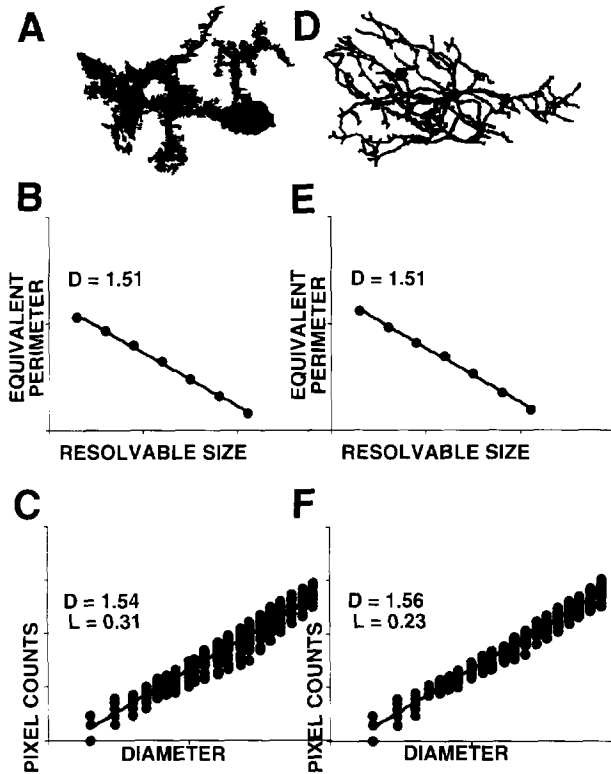 A
D
B
D = 1.51
EQUIVALENT
PERIMETER
RESOLVABLE SIZE
E
D = 1.51
EQUIVALENT
PERIMETER
RESOLVABLE SIZE
C
D = 1.54
L = 0.31
PIXEL COUNTS
DIAMETER
F
D = 1.56
L = 0.23
PIXEL COUNTS
DIAMETER